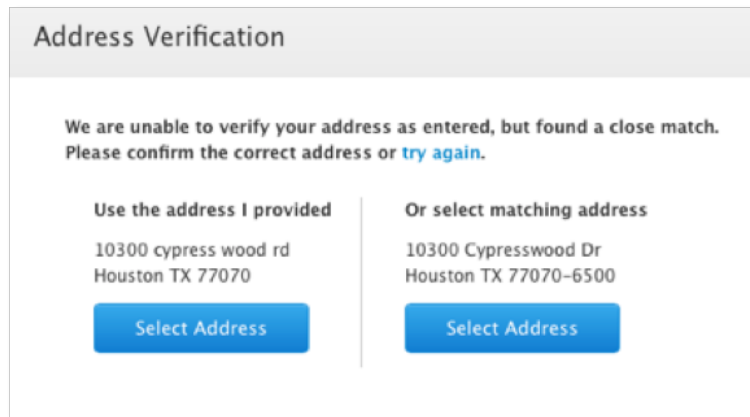 Address Verification
We are unable to verify your address as entered, but found a close match.
Please confirm the correct address or try again.
Use the address I provided
10300 cypress wood rd
Houston TX 77070
Select Address
Or select matching address
10300 Cypresswood Dr
Houston TX 77070-6500
Select Address